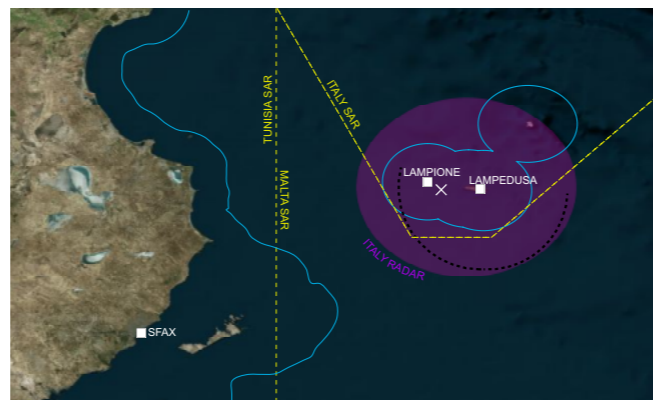 ITALY SAR
TUNISIA SAR
MALTA SAR
LAMPIONE
LAMPEDUSA
ITALY RADAR
SFAX